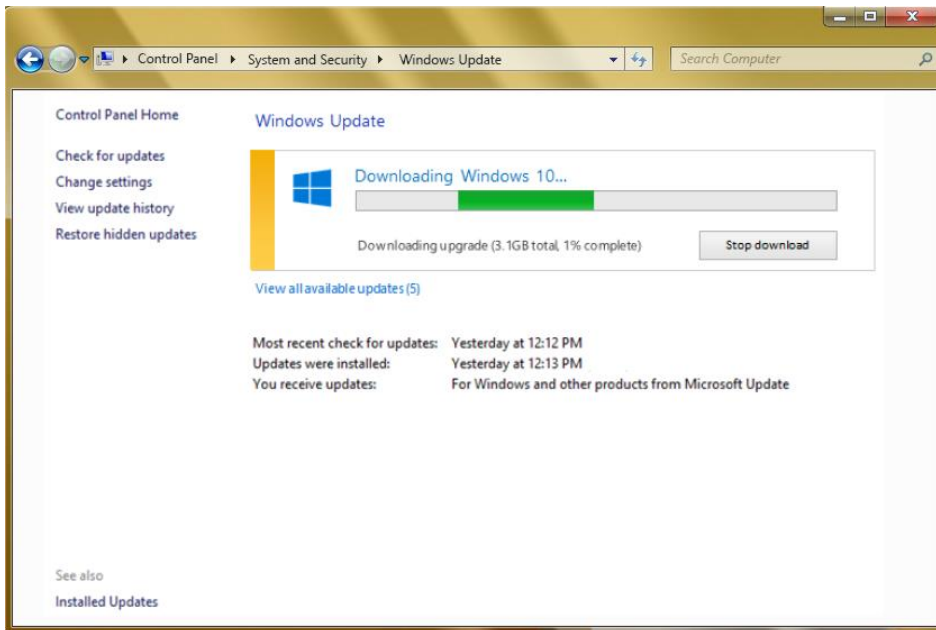 Control Panel System and Security Windows Update Search Computer
Control Panel Home
Check for updates
Change settings
View update history
Restore hidden updates
Windows Update
Downloading Windows 10...
Downloading upgrade (3.1GB total, 1% complete) Stop download
View all available updates (5)
Most recent check for updates: Yesterday at 12:12 PM
Updates were installed: Yesterday at 12:13 PM
You receive updates: For Windows and other products from Microsoft Update
See also
Installed Updates